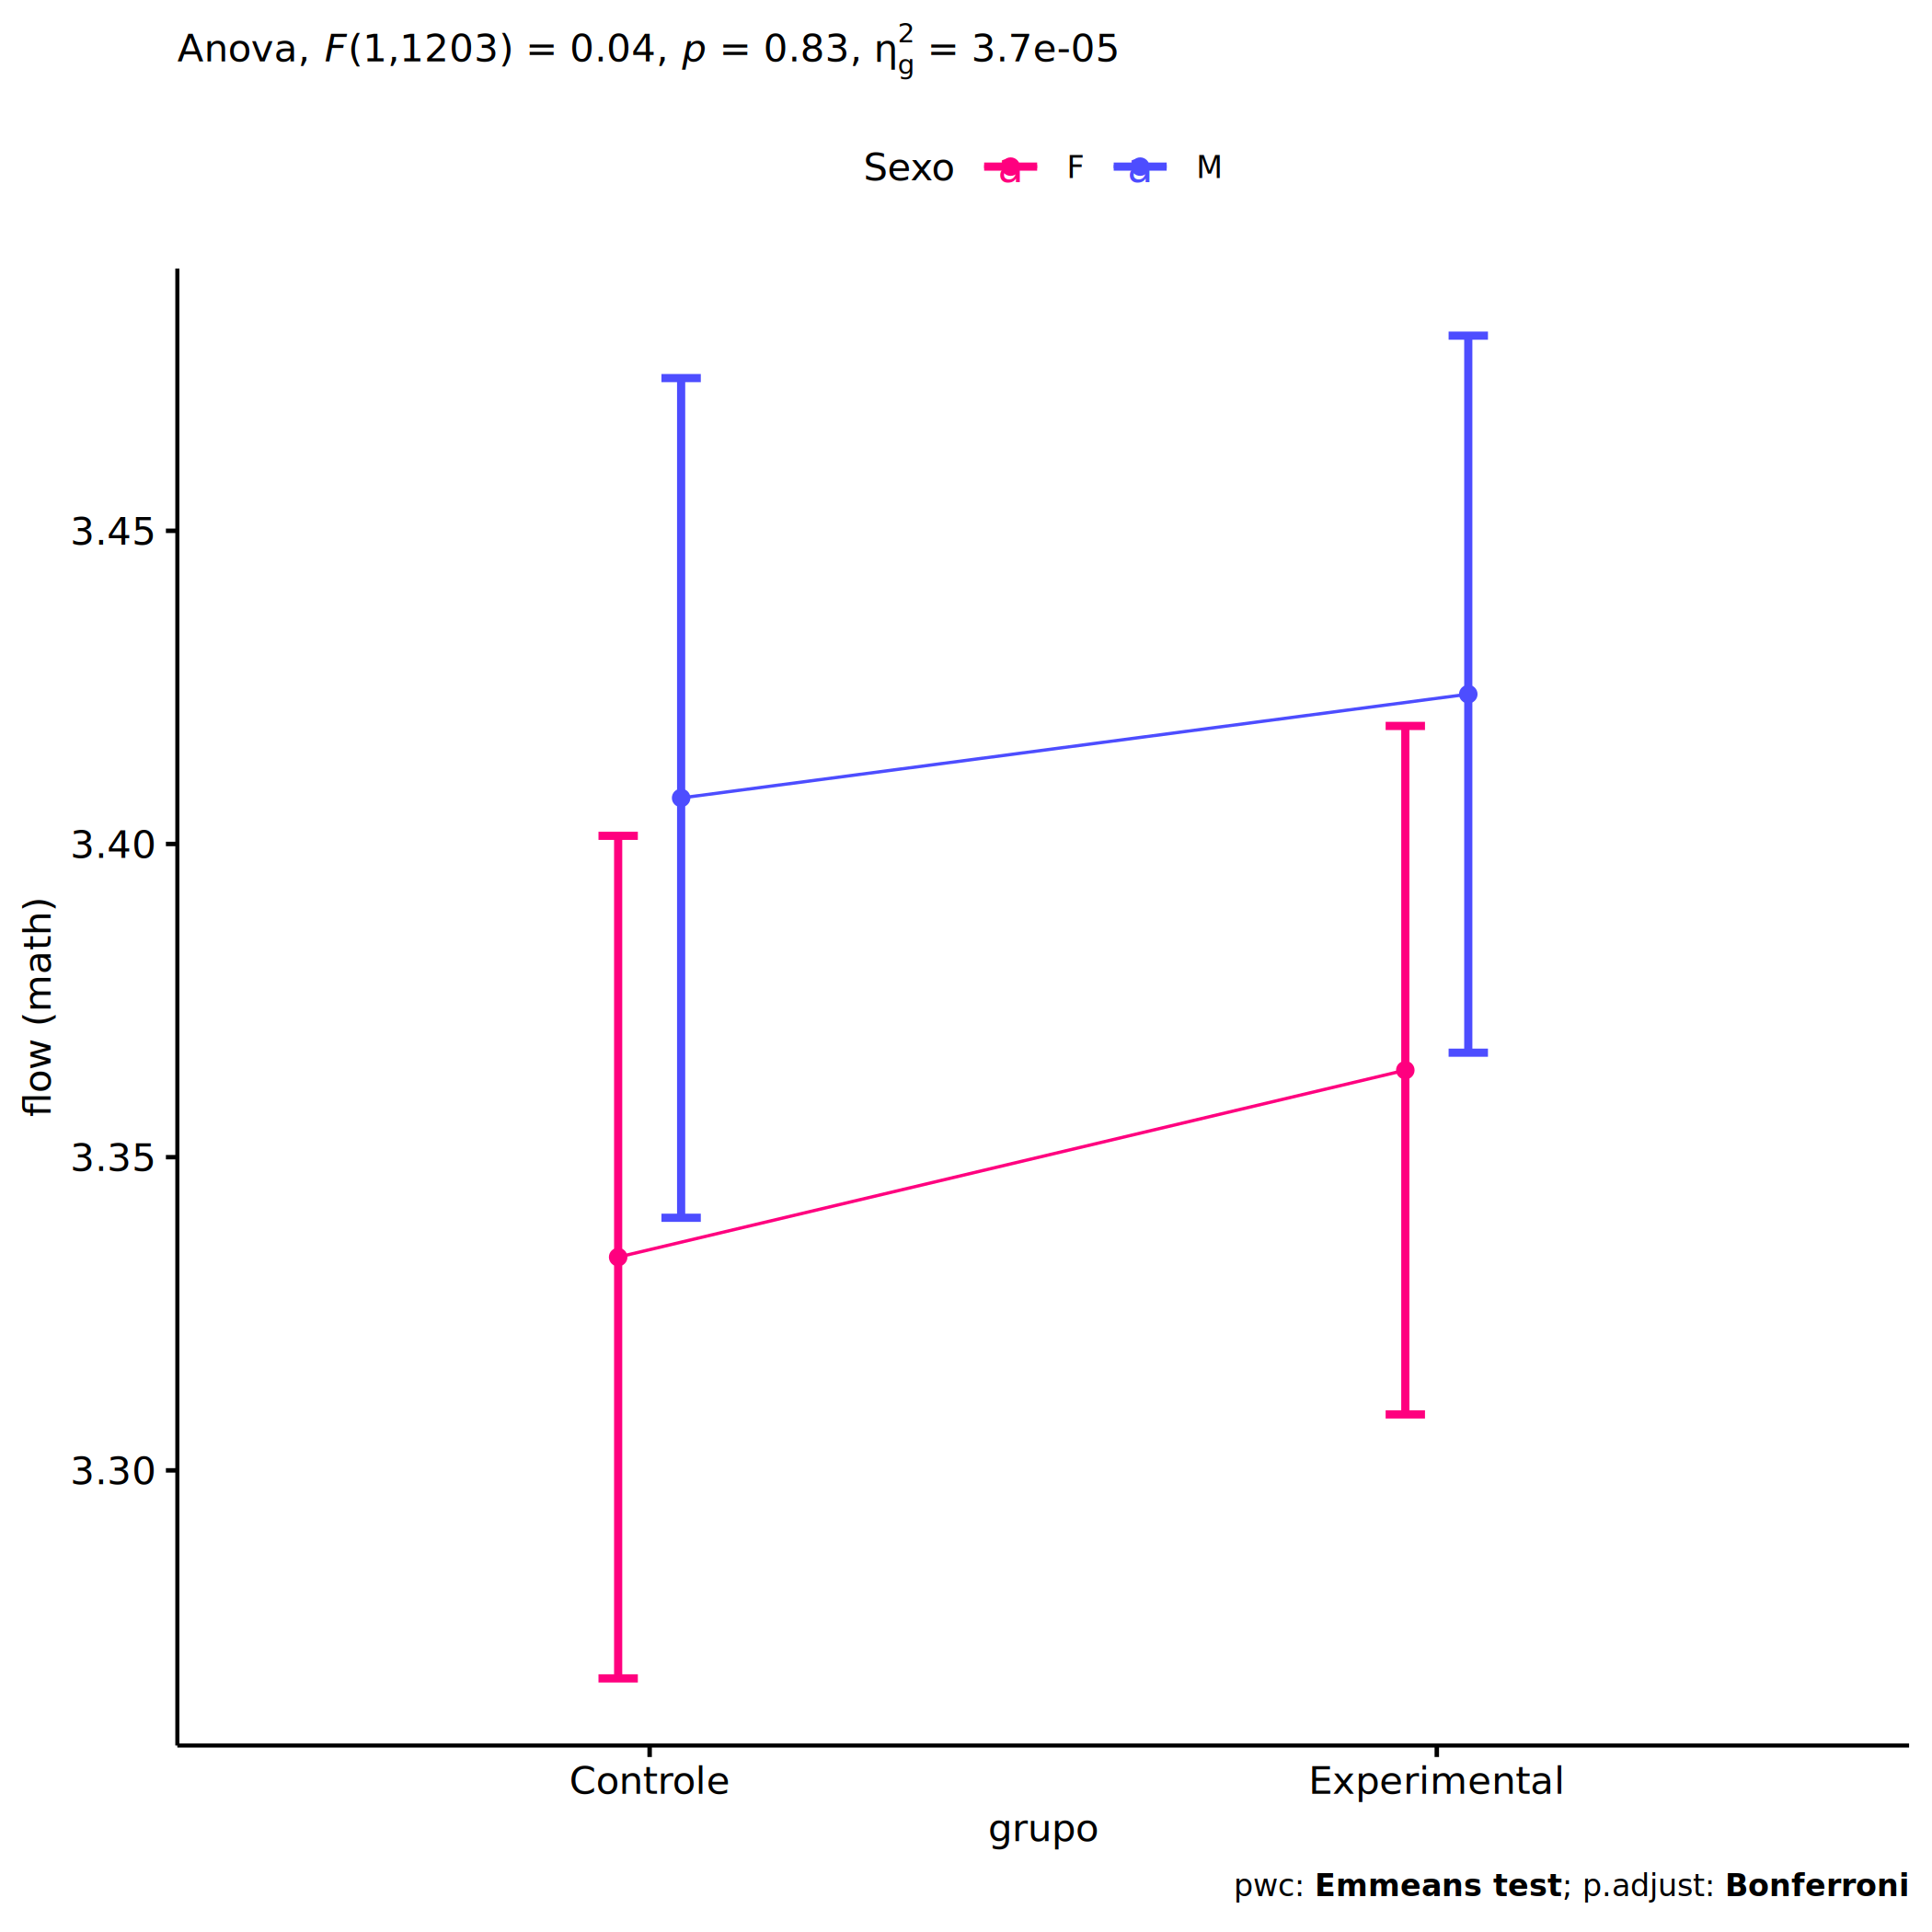 Anova, F(1,1203) = 0.04, p = 0.83, η²g = 3.7e-05
Sexo F M
3.45
3.40
3.35
3.30
flow (math)
Controle Experimental
grupo
pwc: Emmeans test; p.adjust: Bonferroni